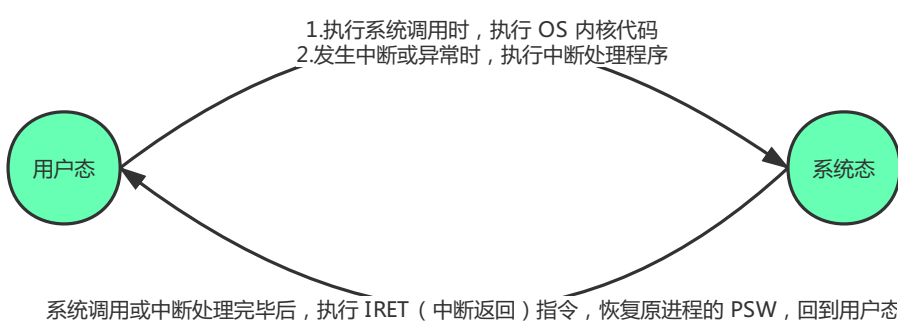 1.执行系统调用时，执行 OS 内核代码
2.发生中断或异常时，执行中断处理程序
用户态
系统态
系统调用或中断处理完毕后，执行 IRET（中断返回）指令，恢复原进程的 PSW，回到用户态